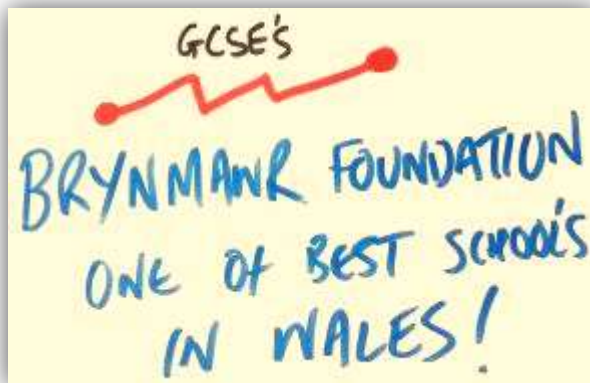 GCSE's
BRYNMAWR FOUNDATION
ONE OF BEST SCHOOL'S
IN WALES!